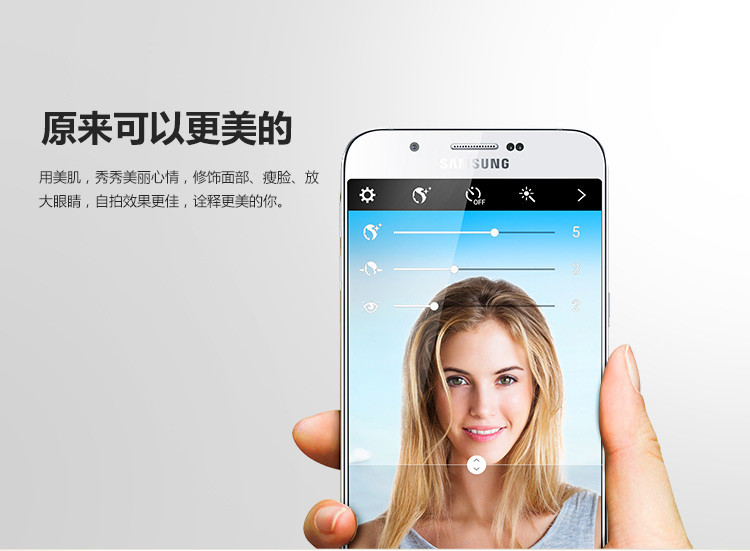 原来可以更美的
用美肌，秀秀美丽心情，修饰面部、瘦脸、放
大眼睛，自拍效果更佳，诠释更美的你。
SAMSUNG
OFF
5
3
2